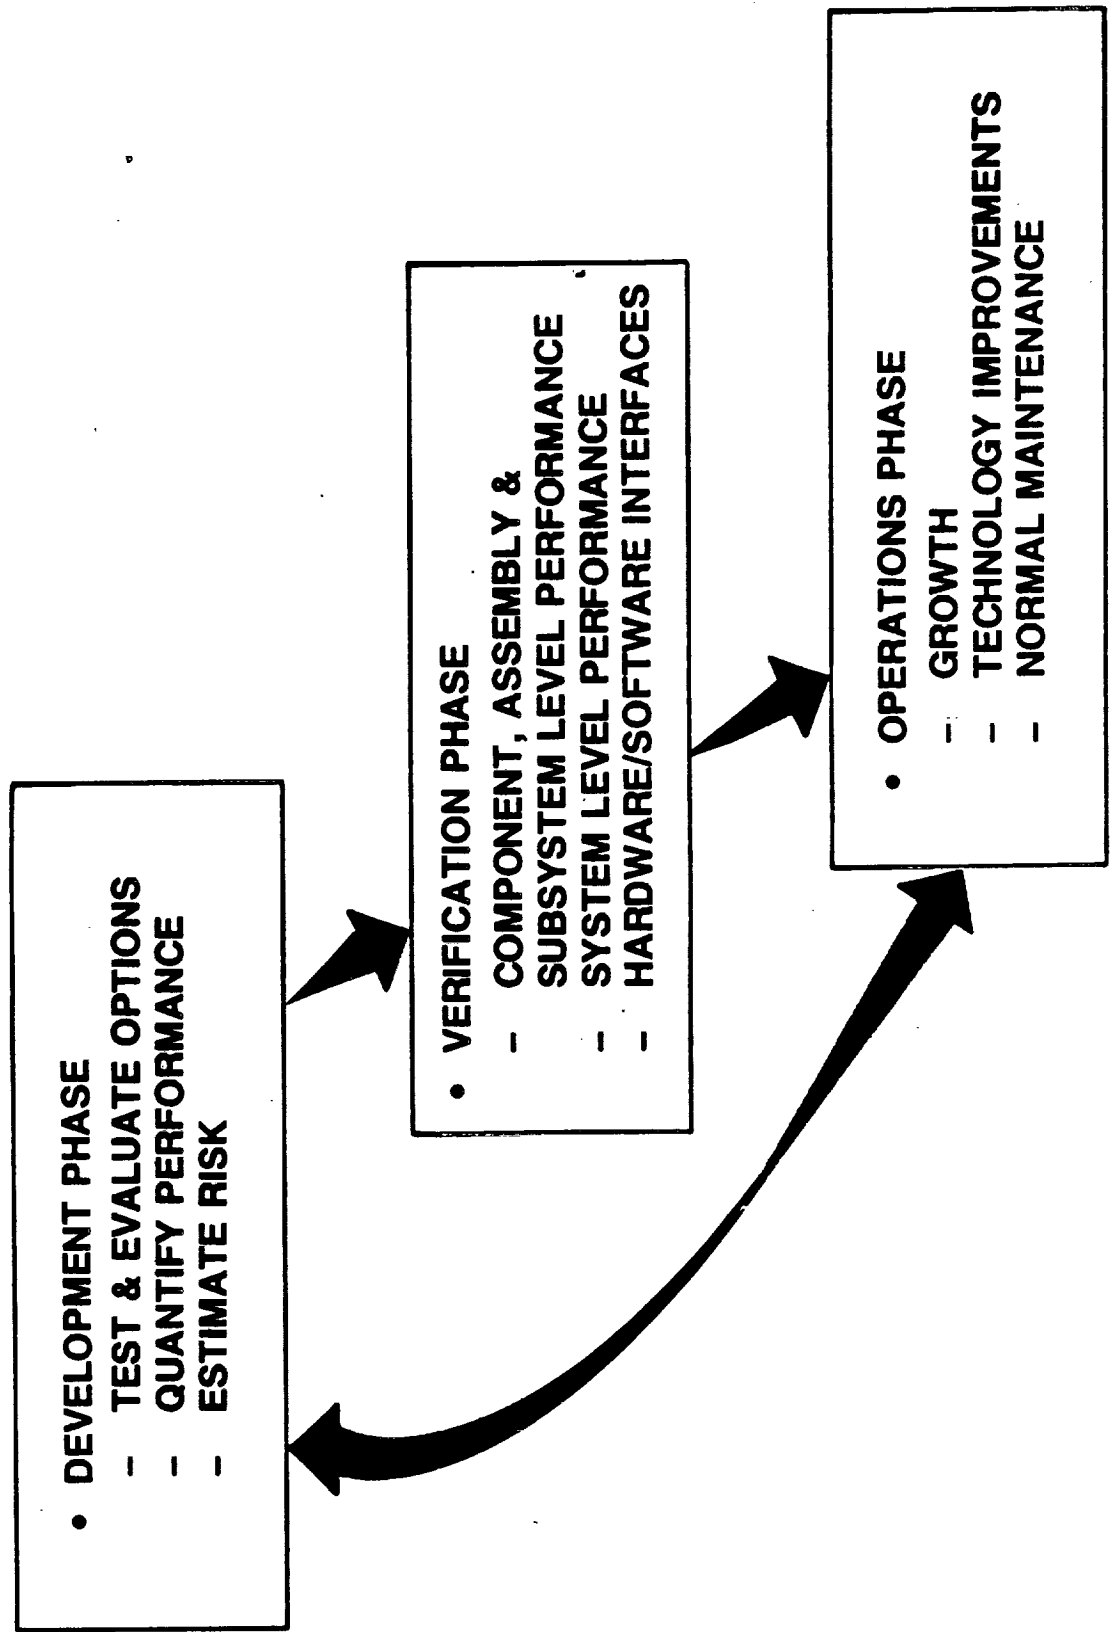 • DEVELOPMENT PHASE
– TEST & EVALUATE OPTIONS
– QUANTIFY PERFORMANCE
– ESTIMATE RISK
• VERIFICATION PHASE
– COMPONENT, ASSEMBLY &
SUBSYSTEM LEVEL PERFORMANCE
– SYSTEM LEVEL PERFORMANCE
– HARDWARE/SOFTWARE INTERFACES
• OPERATIONS PHASE
– GROWTH
– TECHNOLOGY IMPROVEMENTS
– NORMAL MAINTENANCE